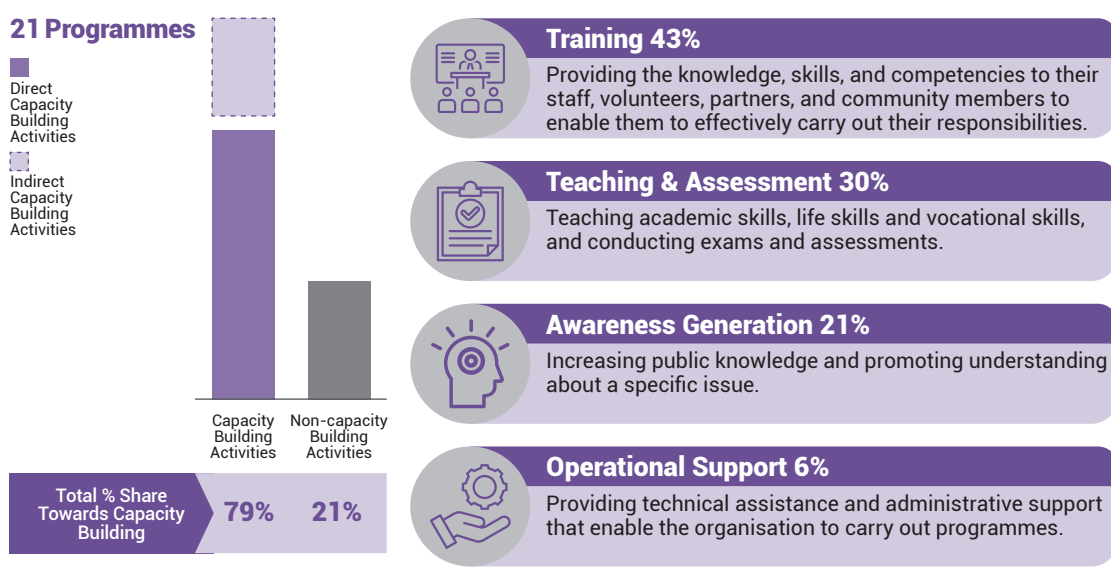 21 Programmes
Direct
Capacity
Building
Activities
Indirect
Capacity
Building
Activities
Capacity
Building
Activities
Non-capacity
Building
Activities
Total % Share
Towards Capacity
Building
79%
21%
Training 43%
Providing the knowledge, skills, and competencies to their
staff, volunteers, partners, and community members to
enable them to effectively carry out their responsibilities.
Teaching & Assessment 30%
Teaching academic skills, life skills and vocational skills,
and conducting exams and assessments.
Awareness Generation 21%
Increasing public knowledge and promoting understanding
about a specific issue.
Operational Support 6%
Providing technical assistance and administrative support
that enable the organisation to carry out programmes.